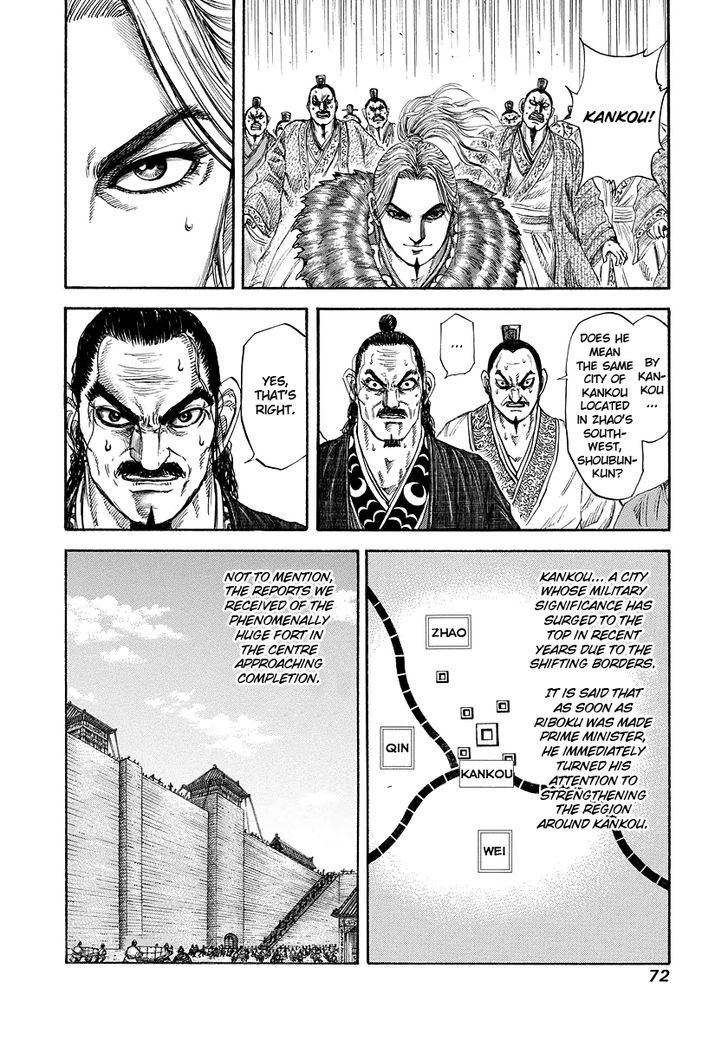 KANKOU!
BY
KAN-
KOU
...
DOES HE
MEAN
THE SAME
CITY OF
KANKOU
LOCATED
IN ZHAO'S
SOUTH-
WEST,
SHOUBUN-
KUN?
...
YES,
THAT'S
RIGHT.
KANKOU... A CITY
WHOSE MILITARY
SIGNIFICANCE HAS
SURGED TO THE
TOP IN RECENT
YEARS DUE TO THE
SHIFTING BORDERS.
IT IS SAID THAT
AS SOON AS
RIBOKU WAS MADE
PRIME MINISTER,
HE IMMEDIATELY
TURNED HIS
ATTENTION TO
STRENGTHENING
THE REGION
AROUND KANKOU.
ZHAO
QIN
KANKOU
WEI
NOT TO MENTION,
THE REPORTS WE
RECEIVED OF THE
PHENOMENALLY
HUGE FORT IN
THE CENTRE
APPROACHING
COMPLETION.
72